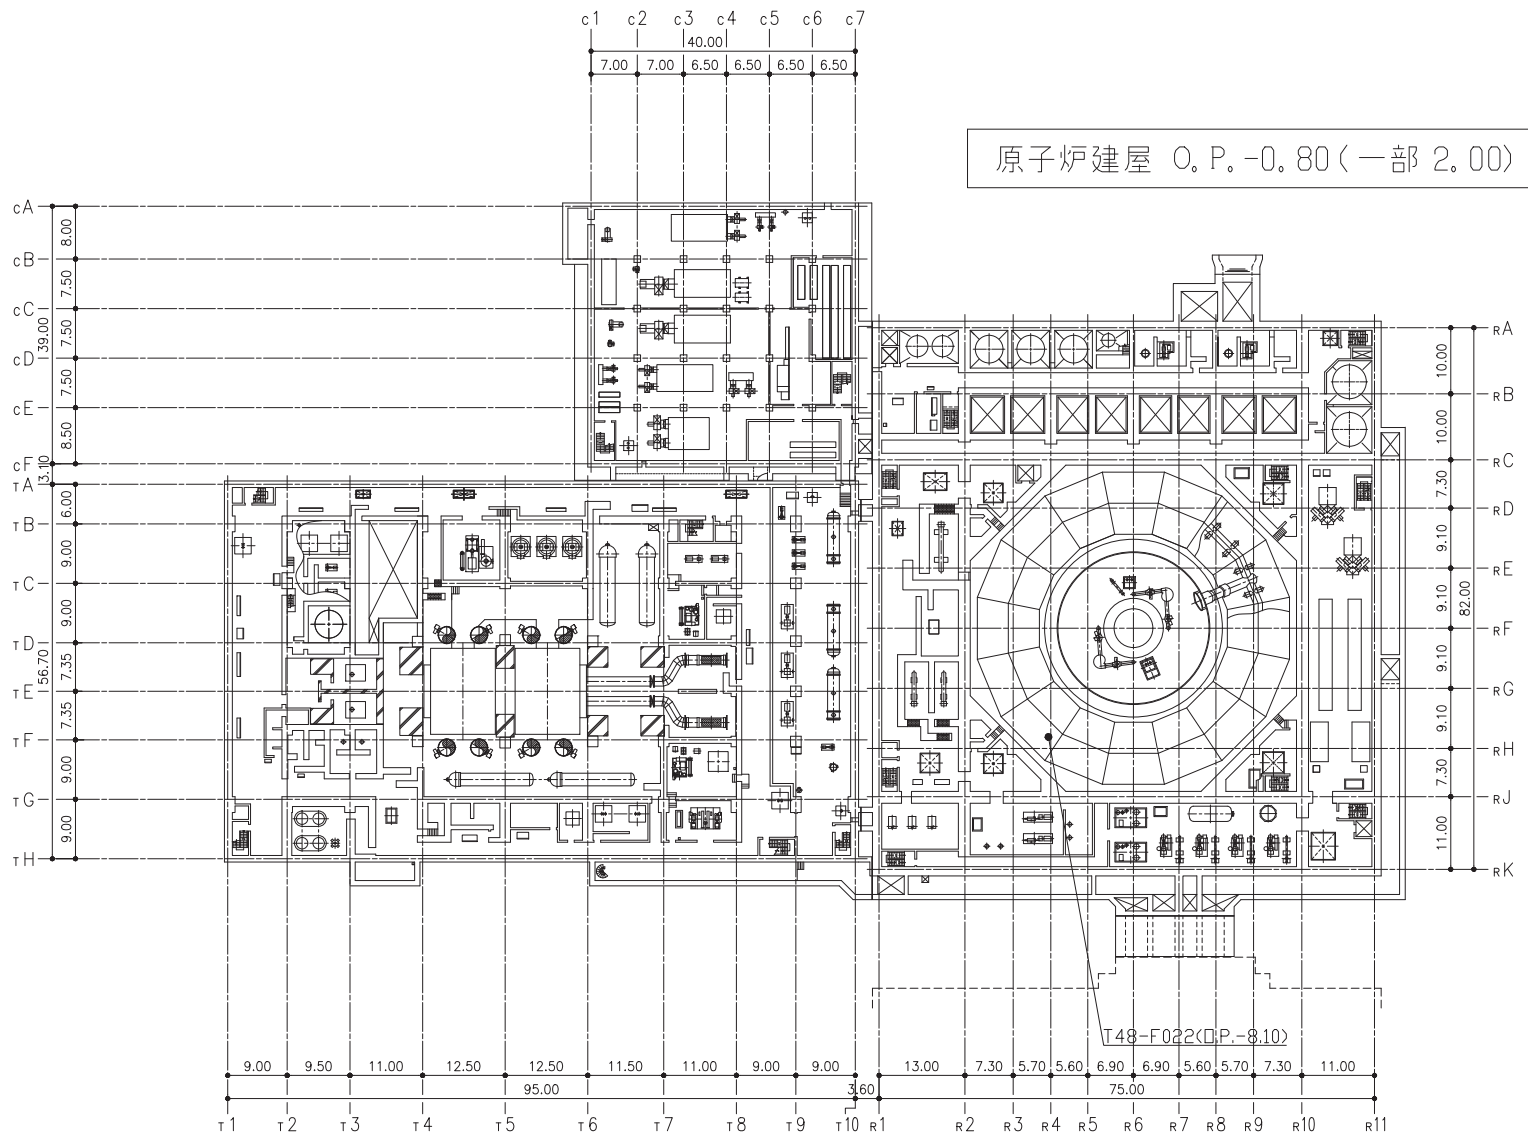 c1 c2 c3 c4 c5 c6 c7
40.00
7.00 7.00 6.50 6.50 6.50 6.50
原子炉建屋 O.P.-0.80(一部 2.00)
cA
8.00
cB
7.50
cC
7.50
39.00
cD
7.50
cE
8.50
cF
3.10
TA
6.00
TB
9.00
TC
9.00
TD
7.35
56.70
TE
7.35
TF
9.00
TG
9.00
TH
RA
10.00
RB
10.00
RC
7.30
RD
9.10
RE
9.10
82.00
RF
9.10
RG
9.10
RH
7.30
RJ
11.00
RK
T48-F022(O.P.-8.10)
9.00 9.50 11.00 12.50 12.50 11.50 11.00 9.00 9.00 13.00 7.30 5.70 5.60 6.90 6.90 5.60 5.70 7.30 11.00
95.00 3.60 75.00
T1 T2 T3 T4 T5 T6 T7 T8 T9 T10 R1 R2 R3 R4 R5 R6 R7 R8 R9 R10 R11